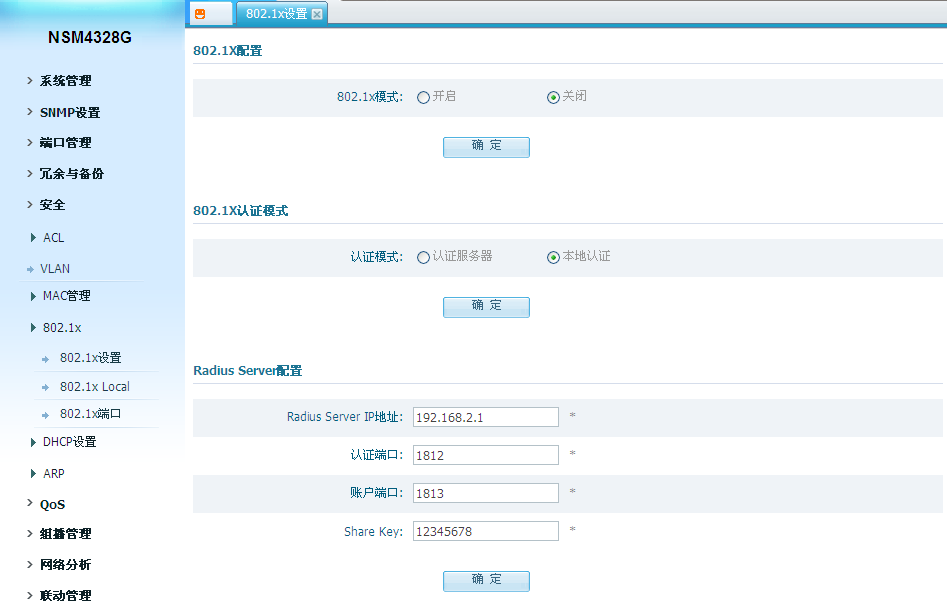 NSM4328G
系统管理
SNMP设置
端口管理
冗余与备份
安全
ACL
VLAN
MAC管理
802.1x
802.1x设置
802.1x Local
802.1x端口
DHCP设置
ARP
QoS
组播管理
网络分析
联动管理
802.1x设置
802.1X配置
802.1x模式: 开启 关闭
确 定
802.1X认证模式
认证模式: 认证服务器 本地认证
确 定
Radius Server配置
Radius Server IP地址: 192.168.2.1 *
认证端口: 1812 *
账户端口: 1813 *
Share Key: 12345678 *
确 定